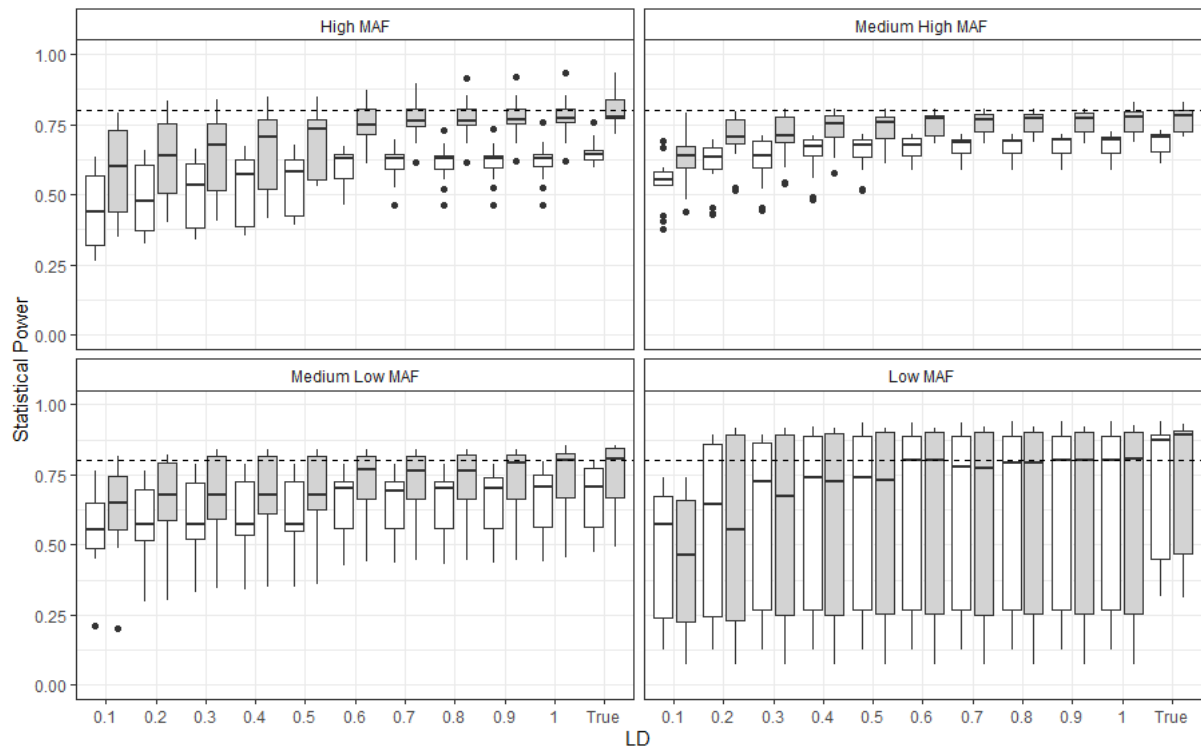 High MAF
Medium High MAF
1.00
0.75
0.50
0.25
0.00
Medium Low MAF
Low MAF
1.00
0.75
0.50
0.25
0.00
Statistical Power
0.1 0.2 0.3 0.4 0.5 0.6 0.7 0.8 0.9 1 True
0.1 0.2 0.3 0.4 0.5 0.6 0.7 0.8 0.9 1 True
LD